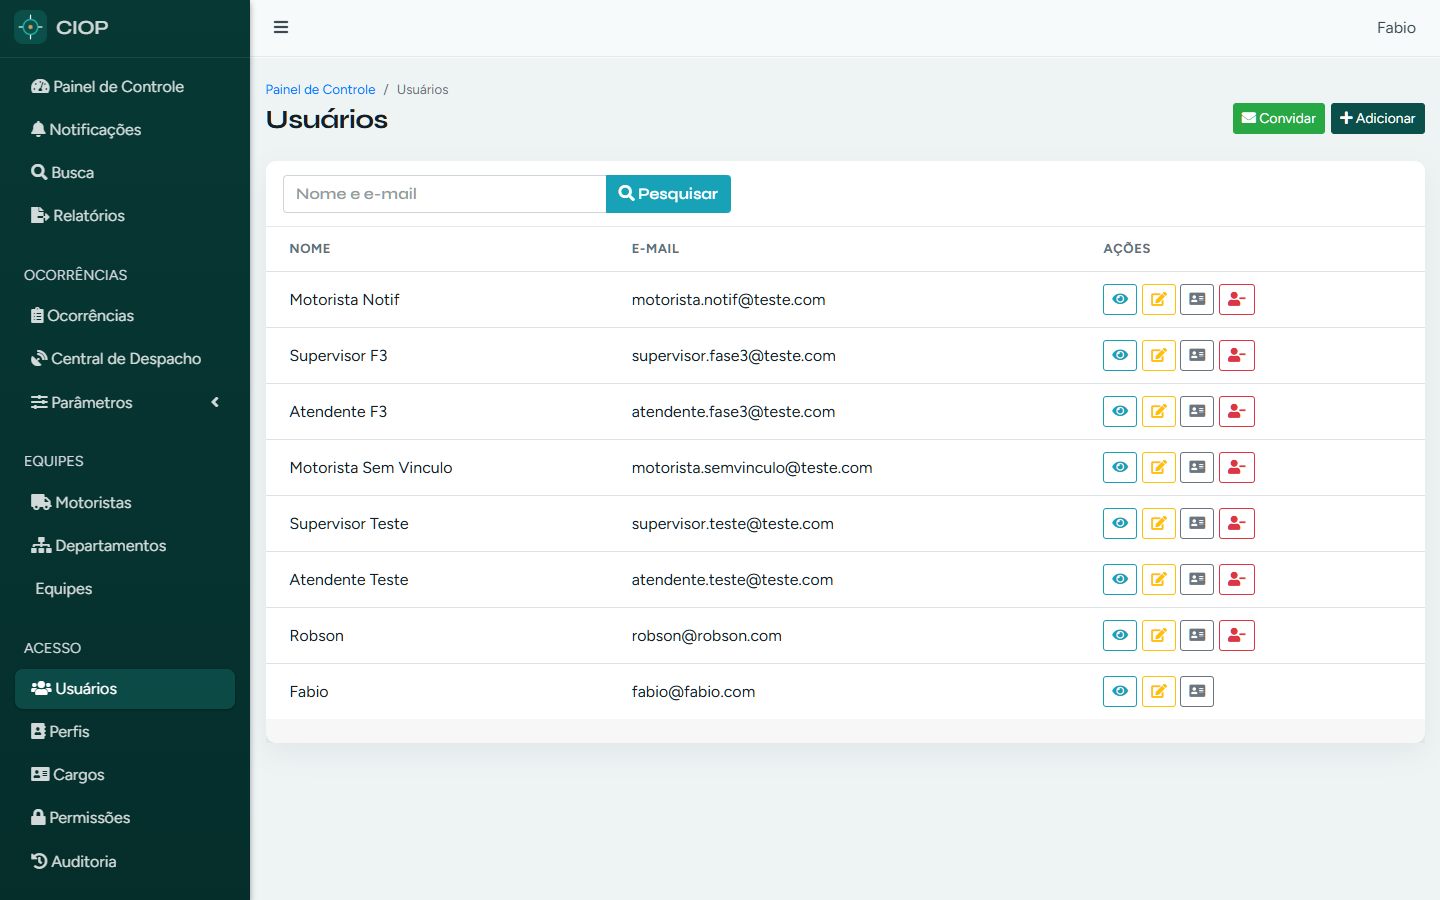 CIOP
Fabio
Painel de Controle
Notificações
Busca
Relatórios
OCORRÊNCIAS
Ocorrências
Central de Despacho
Parâmetros
EQUIPES
Motoristas
Departamentos
Equipes
ACESSO
Usuários
Perfis
Cargos
Permissões
Auditoria
Painel de Controle / Usuários
Usuários
Convidar Adicionar
Nome e e-mail Pesquisar
NOME E-MAIL AÇÕES
Motorista Notif motorista.notif@teste.com
Supervisor F3 supervisor.fase3@teste.com
Atendente F3 atendente.fase3@teste.com
Motorista Sem Vinculo motorista.semvinculo@teste.com
Supervisor Teste supervisor.teste@teste.com
Atendente Teste atendente.teste@teste.com
Robson robson@robson.com
Fabio fabio@fabio.com